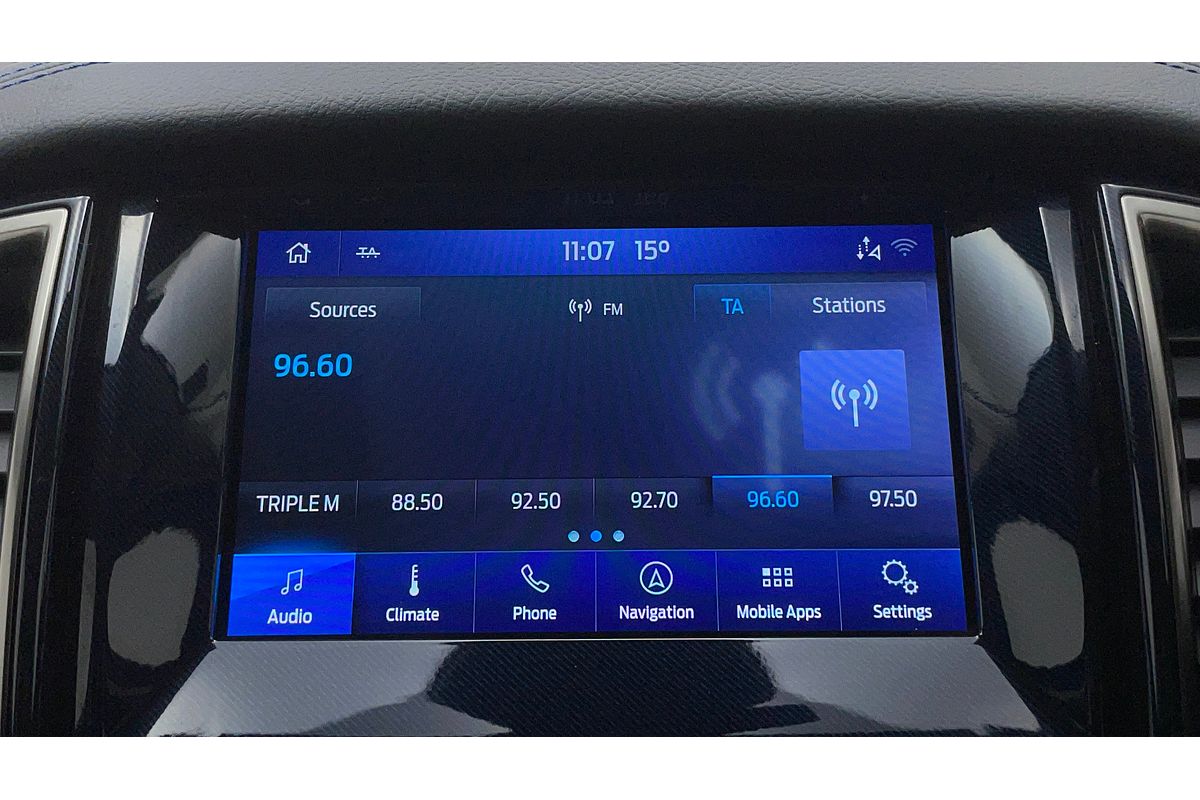 TA 11:07 15°
Sources FM TA Stations
96.60
TRIPLE M 88.50 92.50 92.70 96.60 97.50
Audio Climate Phone Navigation Mobile Apps Settings